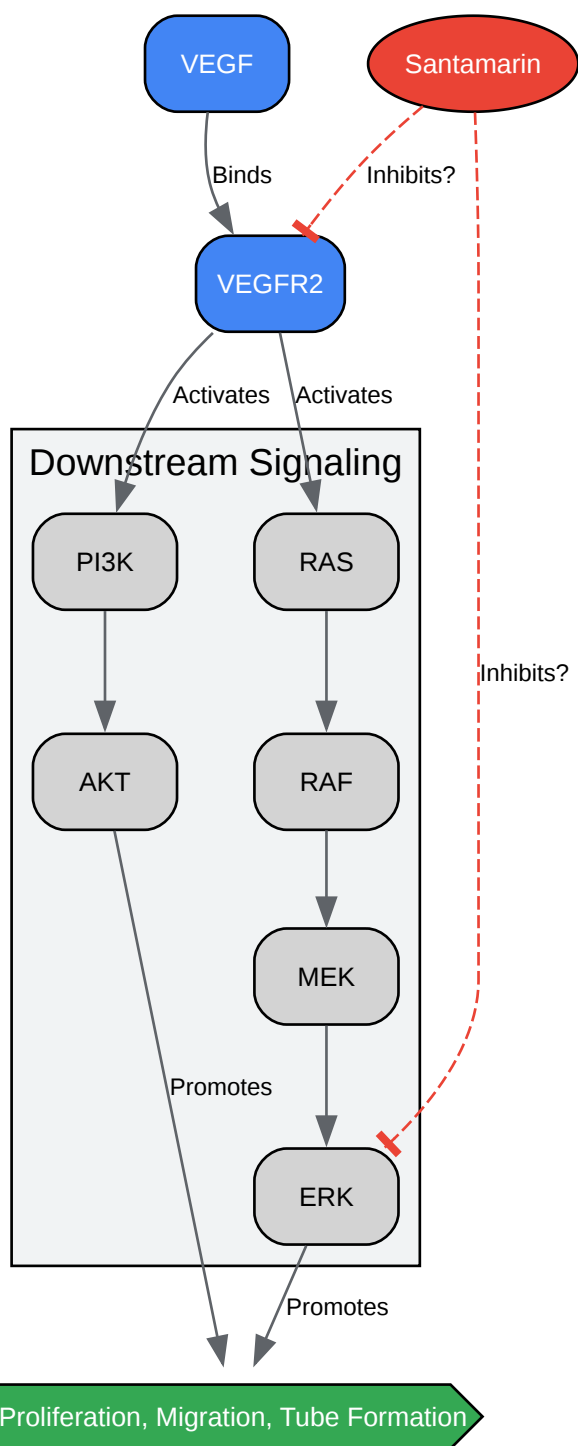 VEGF
Santamarin
Binds
Inhibits?
VEGFR2
Activates
Activates
Downstream Signaling
PI3K
RAS
Inhibits?
AKT
RAF
MEK
Promotes
ERK
Promotes
Proliferation, Migration, Tube Formation